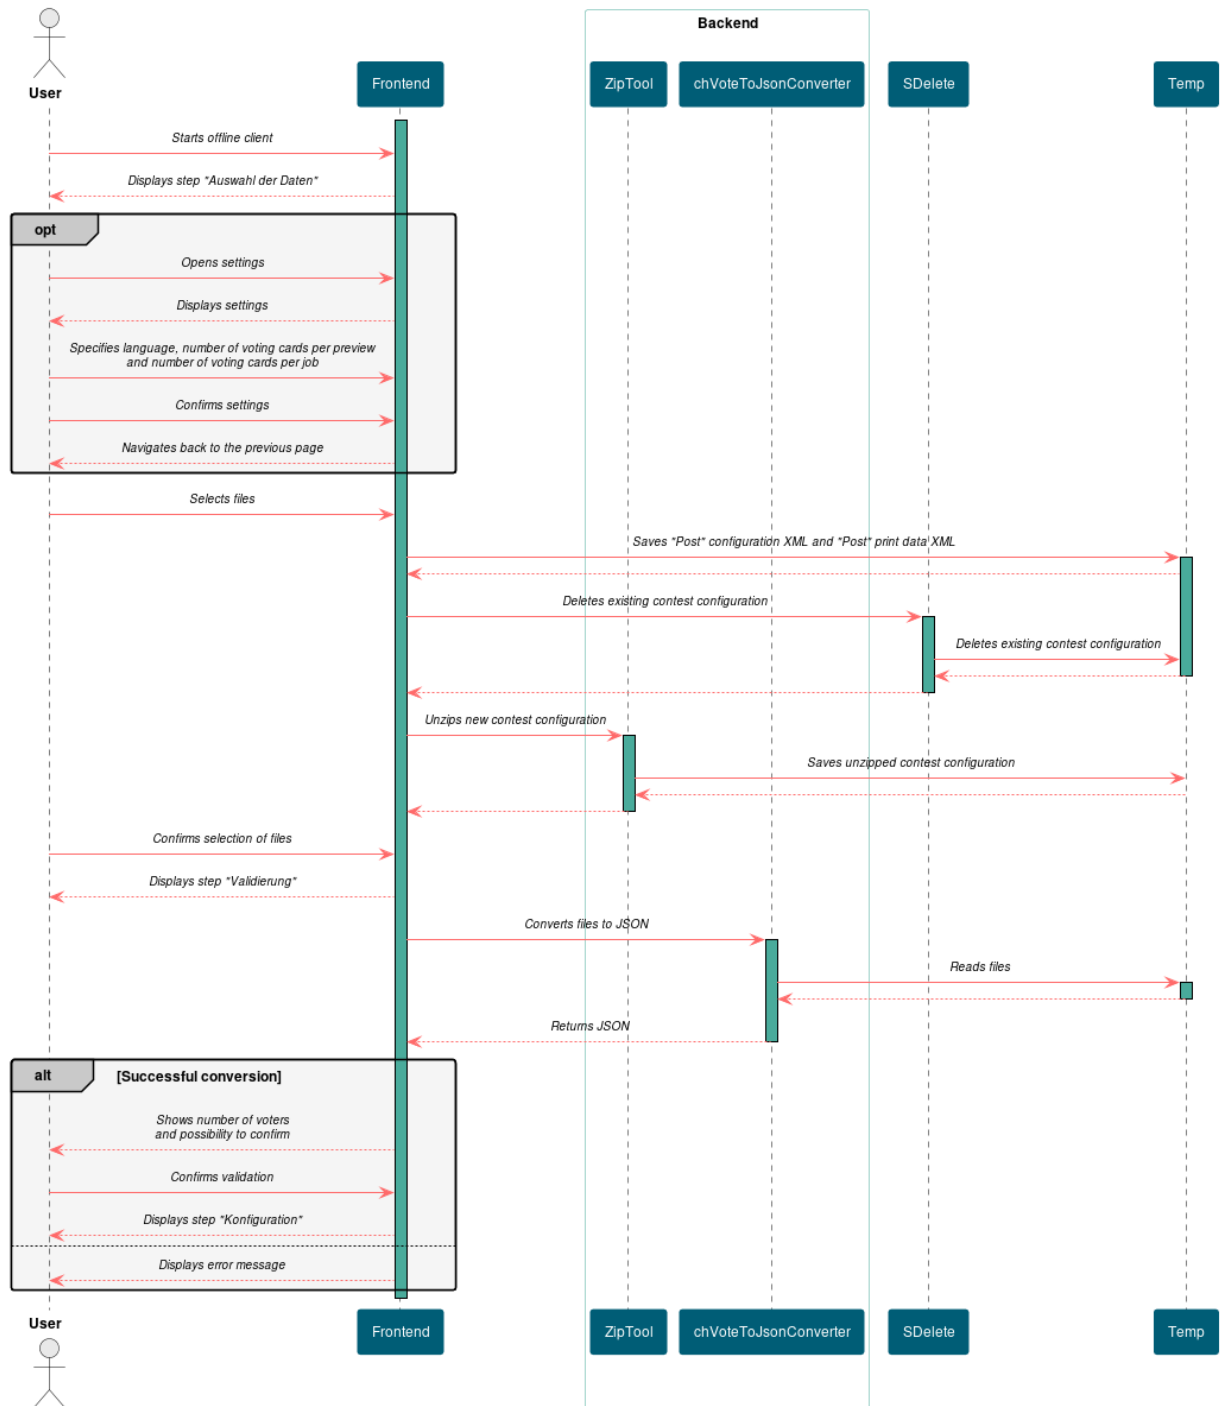 Backend
User
Frontend
ZipTool
chVoteToJsonConverter
SDelete
Temp
Starts offline client
Displays step "Auswahl der Daten"
opt
Opens settings
Displays settings
Specifies language, number of voting cards per preview
and number of voting cards per job
Confirms settings
Navigates back to the previous page
Selects files
Saves "Post" configuration XML and "Post" print data XML
Deletes existing contest configuration
Deletes existing contest configuration
Unzips new contest configuration
Saves unzipped contest configuration
Confirms selection of files
Displays step "Validierung"
Converts files to JSON
Reads files
Returns JSON
alt
[Successful conversion]
Shows number of voters
and possibility to confirm
Confirms validation
Displays step "Konfiguration"
Displays error message
User
Frontend
ZipTool
chVoteToJsonConverter
SDelete
Temp